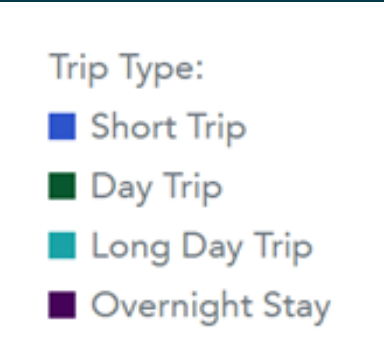 Trip Type:
Short Trip
Day Trip
Long Day Trip
Overnight Stay